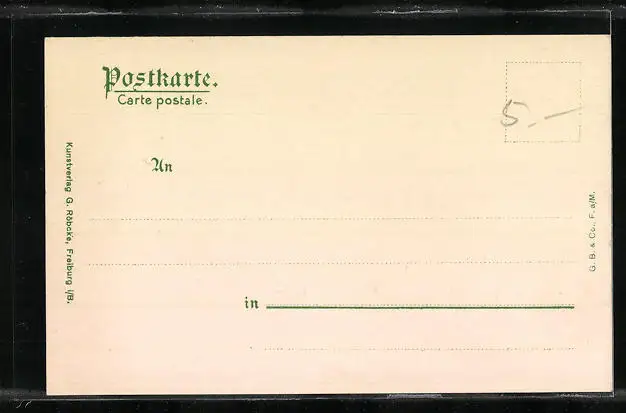 Postkarte.
Carte postale.
5.—
An
in
Kunstverlag G. Röbcke, Freiburg i/B.
G. B. & Co., F. a/M.